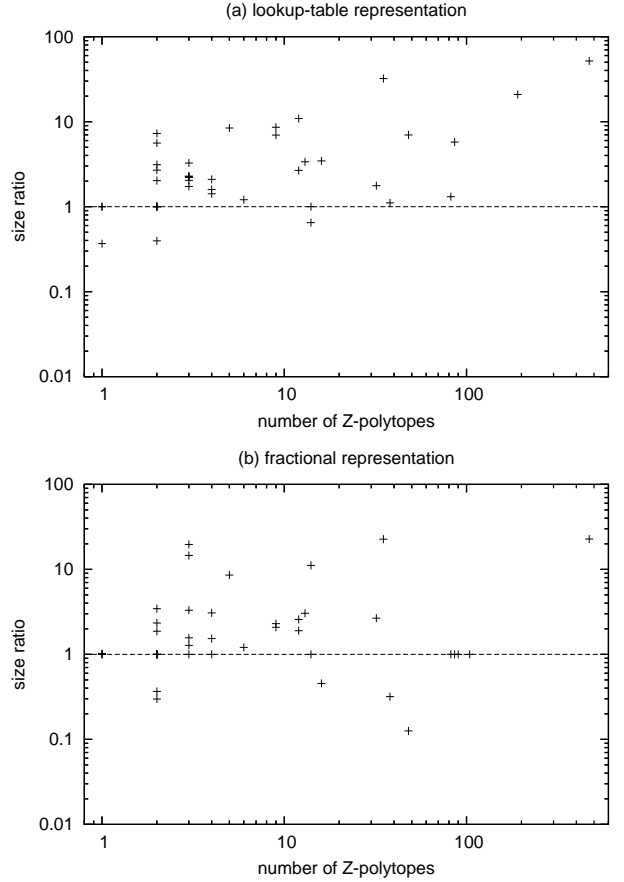 (a) lookup-table representation
100
10
1
0.1
0.01
size ratio
1 10 100
number of Z-polytopes
(b) fractional representation
100
10
1
0.1
0.01
size ratio
1 10 100
number of Z-polytopes